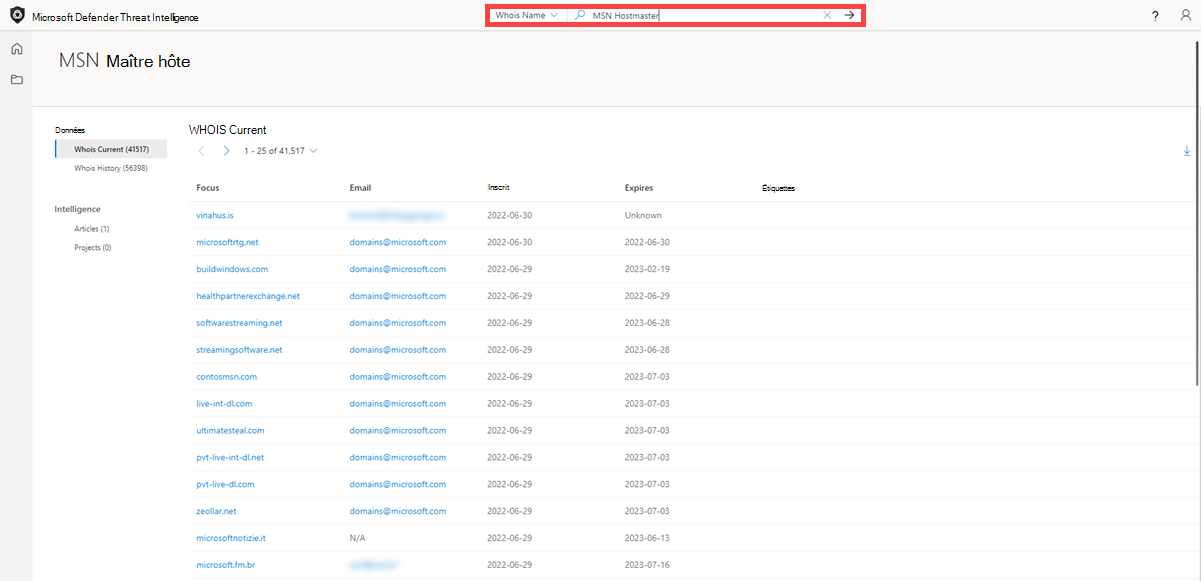 Microsoft Defender Threat Intelligence
Whois Name MSN Hostmaster
?
MSN Maître hôte
Données
Whois Current (41517)
Whois History (56398)
Intelligence
Articles (1)
Projects (0)
WHOIS Current
1 - 25 of 41,517
Focus Email Inscrit Expires Étiquettes
vinahus.is 2022-06-30 Unknown
microsoftrtg.net domains@microsoft.com 2022-06-30 2022-06-30
buildwindows.com domains@microsoft.com 2022-06-29 2023-02-19
healthpartnerexchange.net domains@microsoft.com 2022-06-29 2022-06-29
softwarestreaming.net domains@microsoft.com 2022-06-29 2023-06-28
streamingsoftware.net domains@microsoft.com 2022-06-29 2023-06-28
contosmsn.com domains@microsoft.com 2022-06-29 2023-07-03
live-int-dl.com domains@microsoft.com 2022-06-29 2023-07-03
ultimatesteal.com domains@microsoft.com 2022-06-29 2023-07-03
pvt-live-int-dl.net domains@microsoft.com 2022-06-29 2023-07-03
pvt-live-dl.com domains@microsoft.com 2022-06-29 2023-07-03
zeollar.net domains@microsoft.com 2022-06-29 2023-07-03
microsoftnotizie.it N/A 2022-06-29 2023-06-13
microsoft.fm.br 2022-06-29 2023-07-16